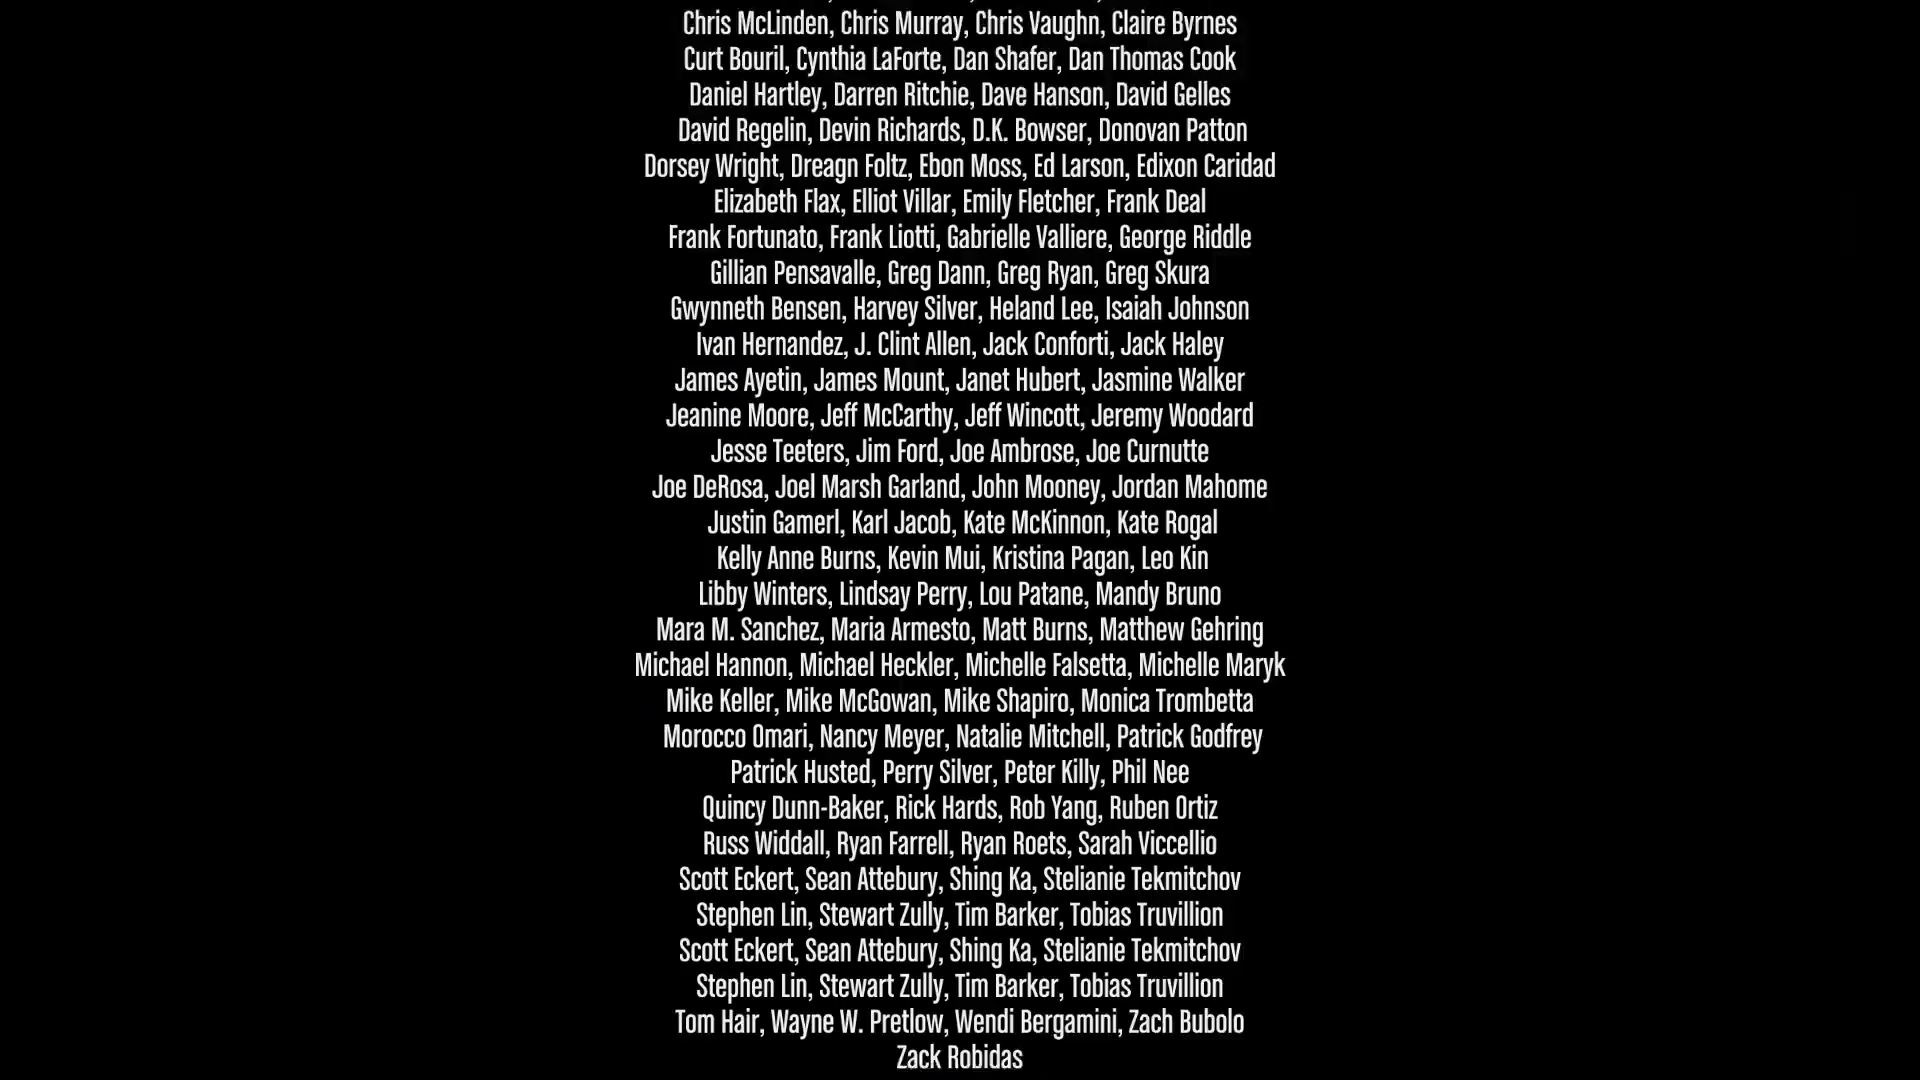 Chris McLinden, Chris Murray, Chris Vaughn, Claire Byrnes
Curt Bouril, Cynthia LaForte, Dan Shafer, Dan Thomas Cook
Daniel Hartley, Darren Ritchie, Dave Hanson, David Gelles
David Regelin, Devin Richards, D.K. Bowser, Donovan Patton
Dorsey Wright, Dreagn Foltz, Ebon Moss, Ed Larson, Edixon Caridad
Elizabeth Flax, Elliot Villar, Emily Fletcher, Frank Deal
Frank Fortunato, Frank Liotti, Gabrielle Valliere, George Riddle
Gillian Pensavalle, Greg Dann, Greg Ryan, Greg Skura
Gwynneth Bensen, Harvey Silver, Heland Lee, Isaiah Johnson
Ivan Hernandez, J. Clint Allen, Jack Conforti, Jack Haley
James Ayetin, James Mount, Janet Hubert, Jasmine Walker
Jeanine Moore, Jeff McCarthy, Jeff Wincott, Jeremy Woodard
Jesse Teeters, Jim Ford, Joe Ambrose, Joe Curnutte
Joe DeRosa, Joel Marsh Garland, John Mooney, Jordan Mahome
Justin Gamerl, Karl Jacob, Kate McKinnon, Kate Rogal
Kelly Anne Burns, Kevin Mui, Kristina Pagan, Leo Kin
Libby Winters, Lindsay Perry, Lou Patane, Mandy Bruno
Mara M. Sanchez, Maria Armesto, Matt Burns, Matthew Gehring
Michael Hannon, Michael Heckler, Michelle Falsetta, Michelle Maryk
Mike Keller, Mike McGowan, Mike Shapiro, Monica Trombetta
Morocco Omari, Nancy Meyer, Natalie Mitchell, Patrick Godfrey
Patrick Husted, Perry Silver, Peter Killy, Phil Nee
Quincy Dunn-Baker, Rick Hards, Rob Yang, Ruben Ortiz
Russ Widdall, Ryan Farrell, Ryan Roets, Sarah Viccellio
Scott Eckert, Sean Attebury, Shing Ka, Stelianie Tekmitchov
Stephen Lin, Stewart Zully, Tim Barker, Tobias Truvillion
Scott Eckert, Sean Attebury, Shing Ka, Stelianie Tekmitchov
Stephen Lin, Stewart Zully, Tim Barker, Tobias Truvillion
Tom Hair, Wayne W. Pretlow, Wendi Bergamini, Zach Bubolo
Zack Robidas